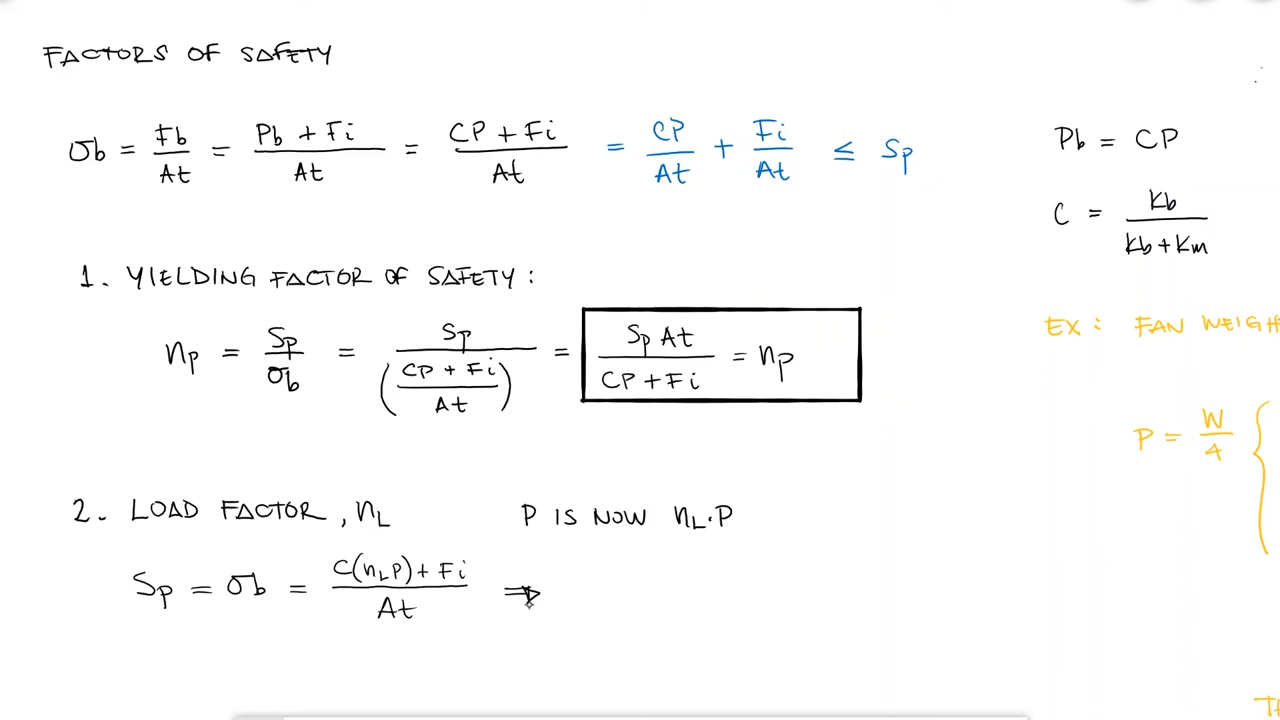 FACTORS OF SAFETY
σb = Fb/At = (Pb + Fi)/At = (CP + Fi)/At = CP/At + Fi/At ≤ Sp
Pb = CP
C = Kb/(Kb+Km)
1. YIELDING FACTOR OF SAFETY:
np = Sp/σb = Sp/((CP + Fi)/At) = Sp At/(CP+Fi) = np
EX: FAN WEIGH
P = W/4 {
2. LOAD FACTOR, nL P IS NOW nL.P
Sp = σb = (C(nLP)+Fi)/At ⇒